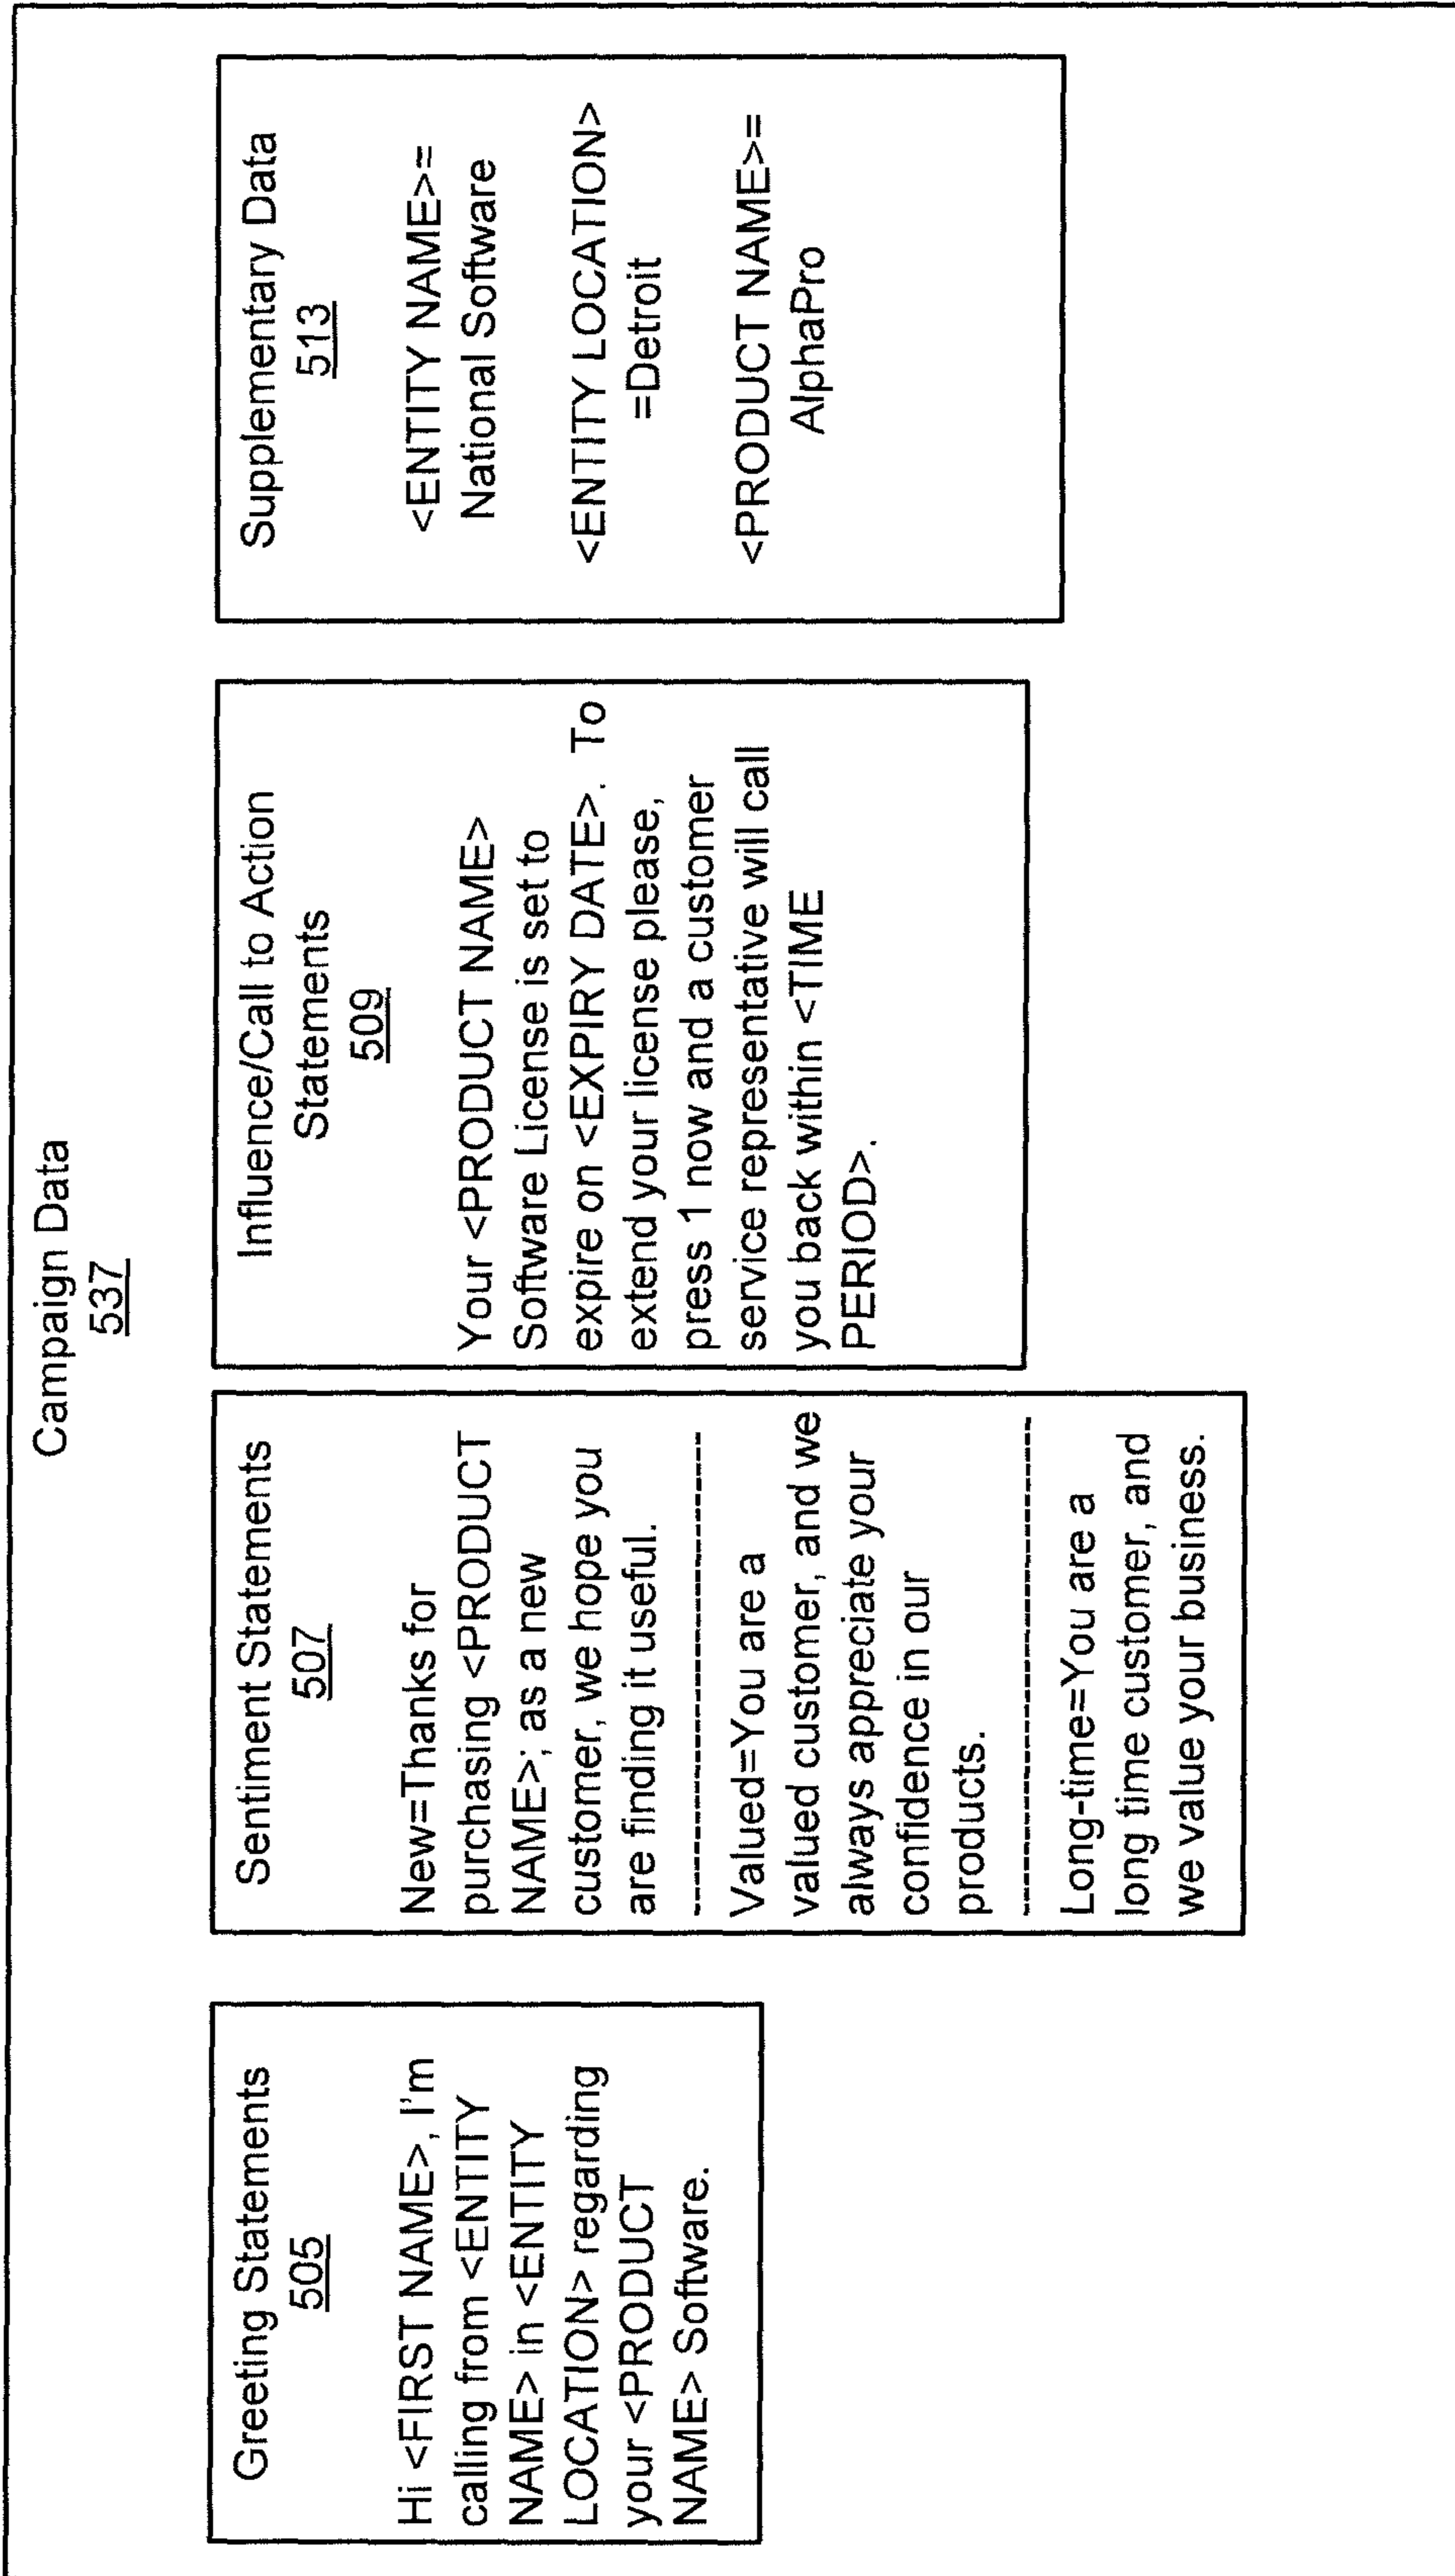 Campaign Data
537
Greeting Statements
505
Hi <FIRST NAME>, I'm
calling from <ENTITY
NAME> in <ENTITY
LOCATION> regarding
your <PRODUCT
NAME> Software.
Sentiment Statements
507
New=Thanks for
purchasing <PRODUCT
NAME>; as a new
customer, we hope you
are finding it useful.
Valued=You are a
valued customer, and we
always appreciate your
confidence in our
products.
Long-time=You are a
long time customer, and
we value your business.
Influence/Call to Action
Statements
509
Your <PRODUCT NAME>
Software License is set to
expire on <EXPIRY DATE>. To
extend your license please,
press 1 now and a customer
service representative will call
you back within <TIME
PERIOD>.
Supplementary Data
513
<ENTITY NAME>=
National Software
<ENTITY LOCATION>
=Detroit
<PRODUCT NAME>=
AlphaPro